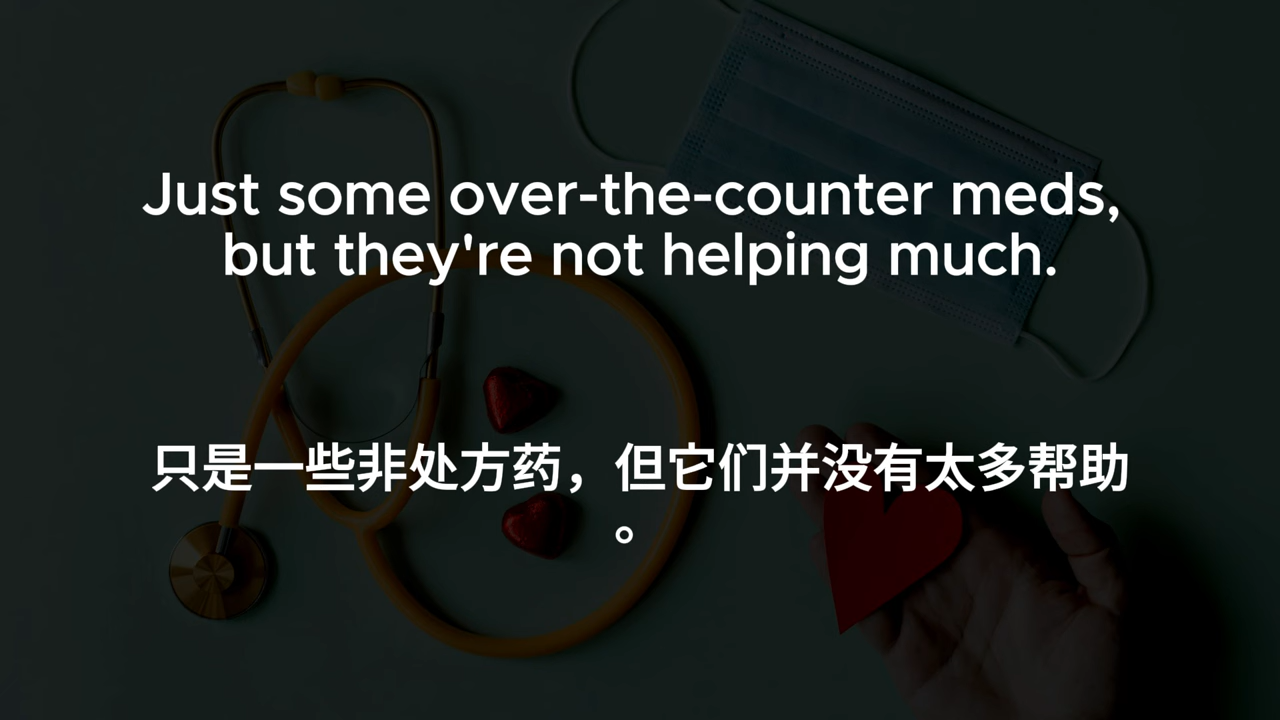 Just some over-the-counter meds,
but they're not helping much.
只是一些非处方药，但它们并没有太多帮助
。